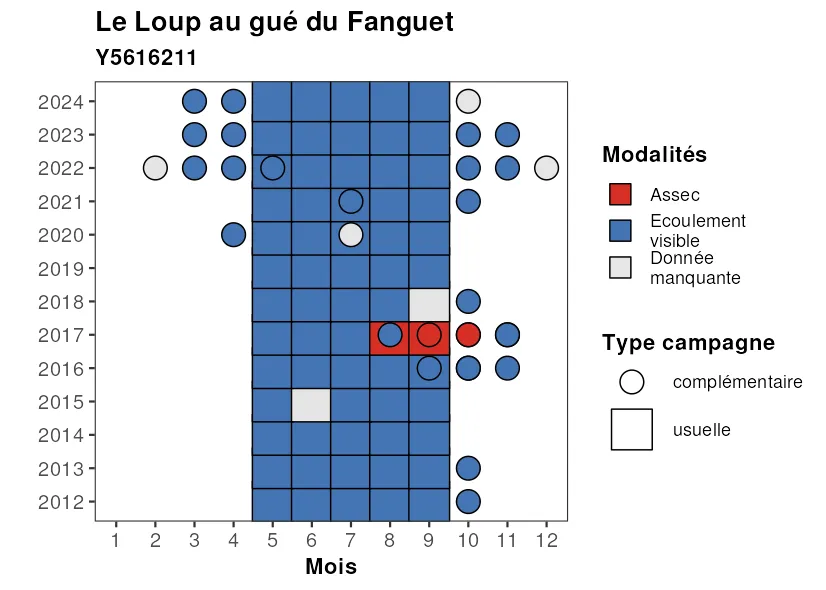 Le Loup au gué du Fanguet
Y5616211
2024
2023
2022
2021
2020
2019
2018
2017
2016
2015
2014
2013
2012
1 2 3 4 5 6 7 8 9 10 11 12
Mois
Modalités
Assec
Ecoulement
visible
Donnée
manquante
Type campagne
complémentaire
usuelle